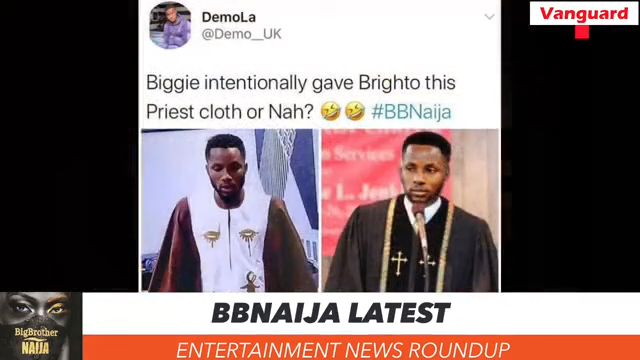 DemoLa
@Demo__UK
Vanguard
Biggie intentionally gave Brighto this
Priest cloth or Nah? 🤣🤣 #BBNaija
BBNAIJA LATEST
BigBrother
NAIJA
ENTERTAINMENT NEWS ROUNDUP